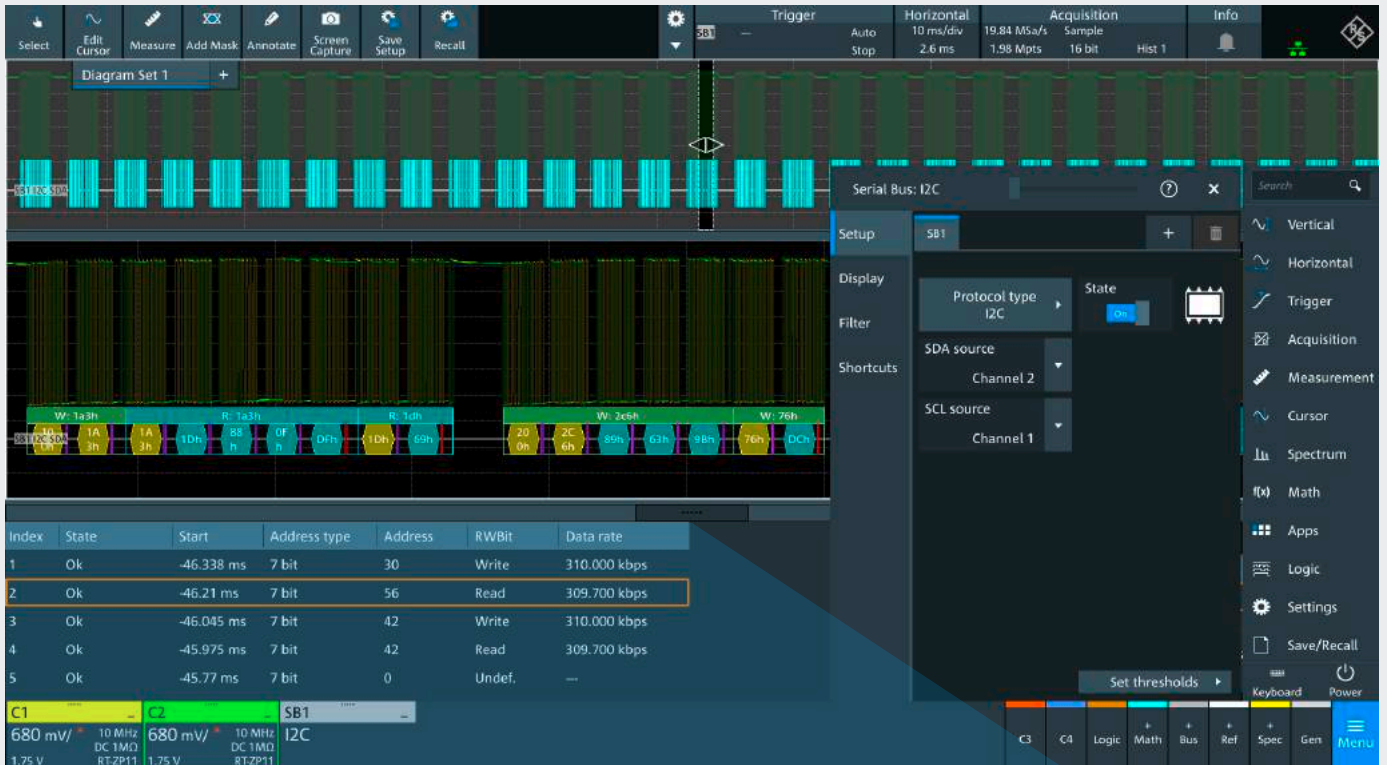 Select
Edit
Cursor
Measure
Add Mask
Annotate
Screen
Capture
Save
Setup
Recall
SB1
Trigger
—
Auto
Stop
Horizontal
10 ms/div
2.6 ms
Acquisition
19.84 MSa/s
Sample
1.98 Mpts
16 bit
Hist 1
Info
Diagram Set 1
+
SB1 I2C SDA
W: 1a3h
R: 1a3h
R: 1dh
W: 2c6h
W: 76h
1A
3h
1A
3h
1Dh
88
h
0F
h
DFh
1Dh
69h
20
0h
2C
6h
89h
63h
9Bh
76h
DCh
Index State Start Address type Address RWBit Data rate
1 Ok -46.338 ms 7 bit 30 Write 310.000 kbps
2 Ok -46.21 ms 7 bit 56 Read 309.700 kbps
3 Ok -46.045 ms 7 bit 42 Write 310.000 kbps
4 Ok -45.975 ms 7 bit 42 Read 309.700 kbps
5 Ok -45.77 ms 7 bit 0 Undef. ---
Serial Bus: I2C
?
Setup
Display
Filter
Shortcuts
SB1
+
Protocol type
I2C
State
On
SDA source
Channel 2
SCL source
Channel 1
Set thresholds
Search
Vertical
Horizontal
Trigger
Acquisition
Measurement
Cursor
Spectrum
f(x) Math
Apps
Logic
Settings
Save/Recall
Keyboard
Power
C1
680 mV/
10 MHz
DC 1MΩ
1.75 V
RT-ZP11
C2
680 mV/
10 MHz
DC 1MΩ
1.75 V
RT-ZP11
SB1
I2C
C3
C4
Logic
+
Math
+
Bus
+
Ref
+
Spec
Gen
Menu